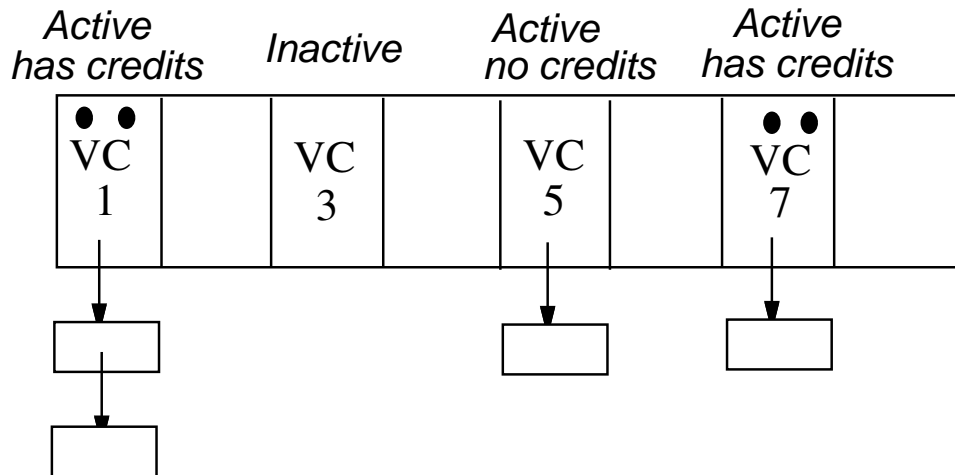 Active
has credits
Inactive
Active
no credits
Active
has credits
VC
1
VC
3
VC
5
VC
7